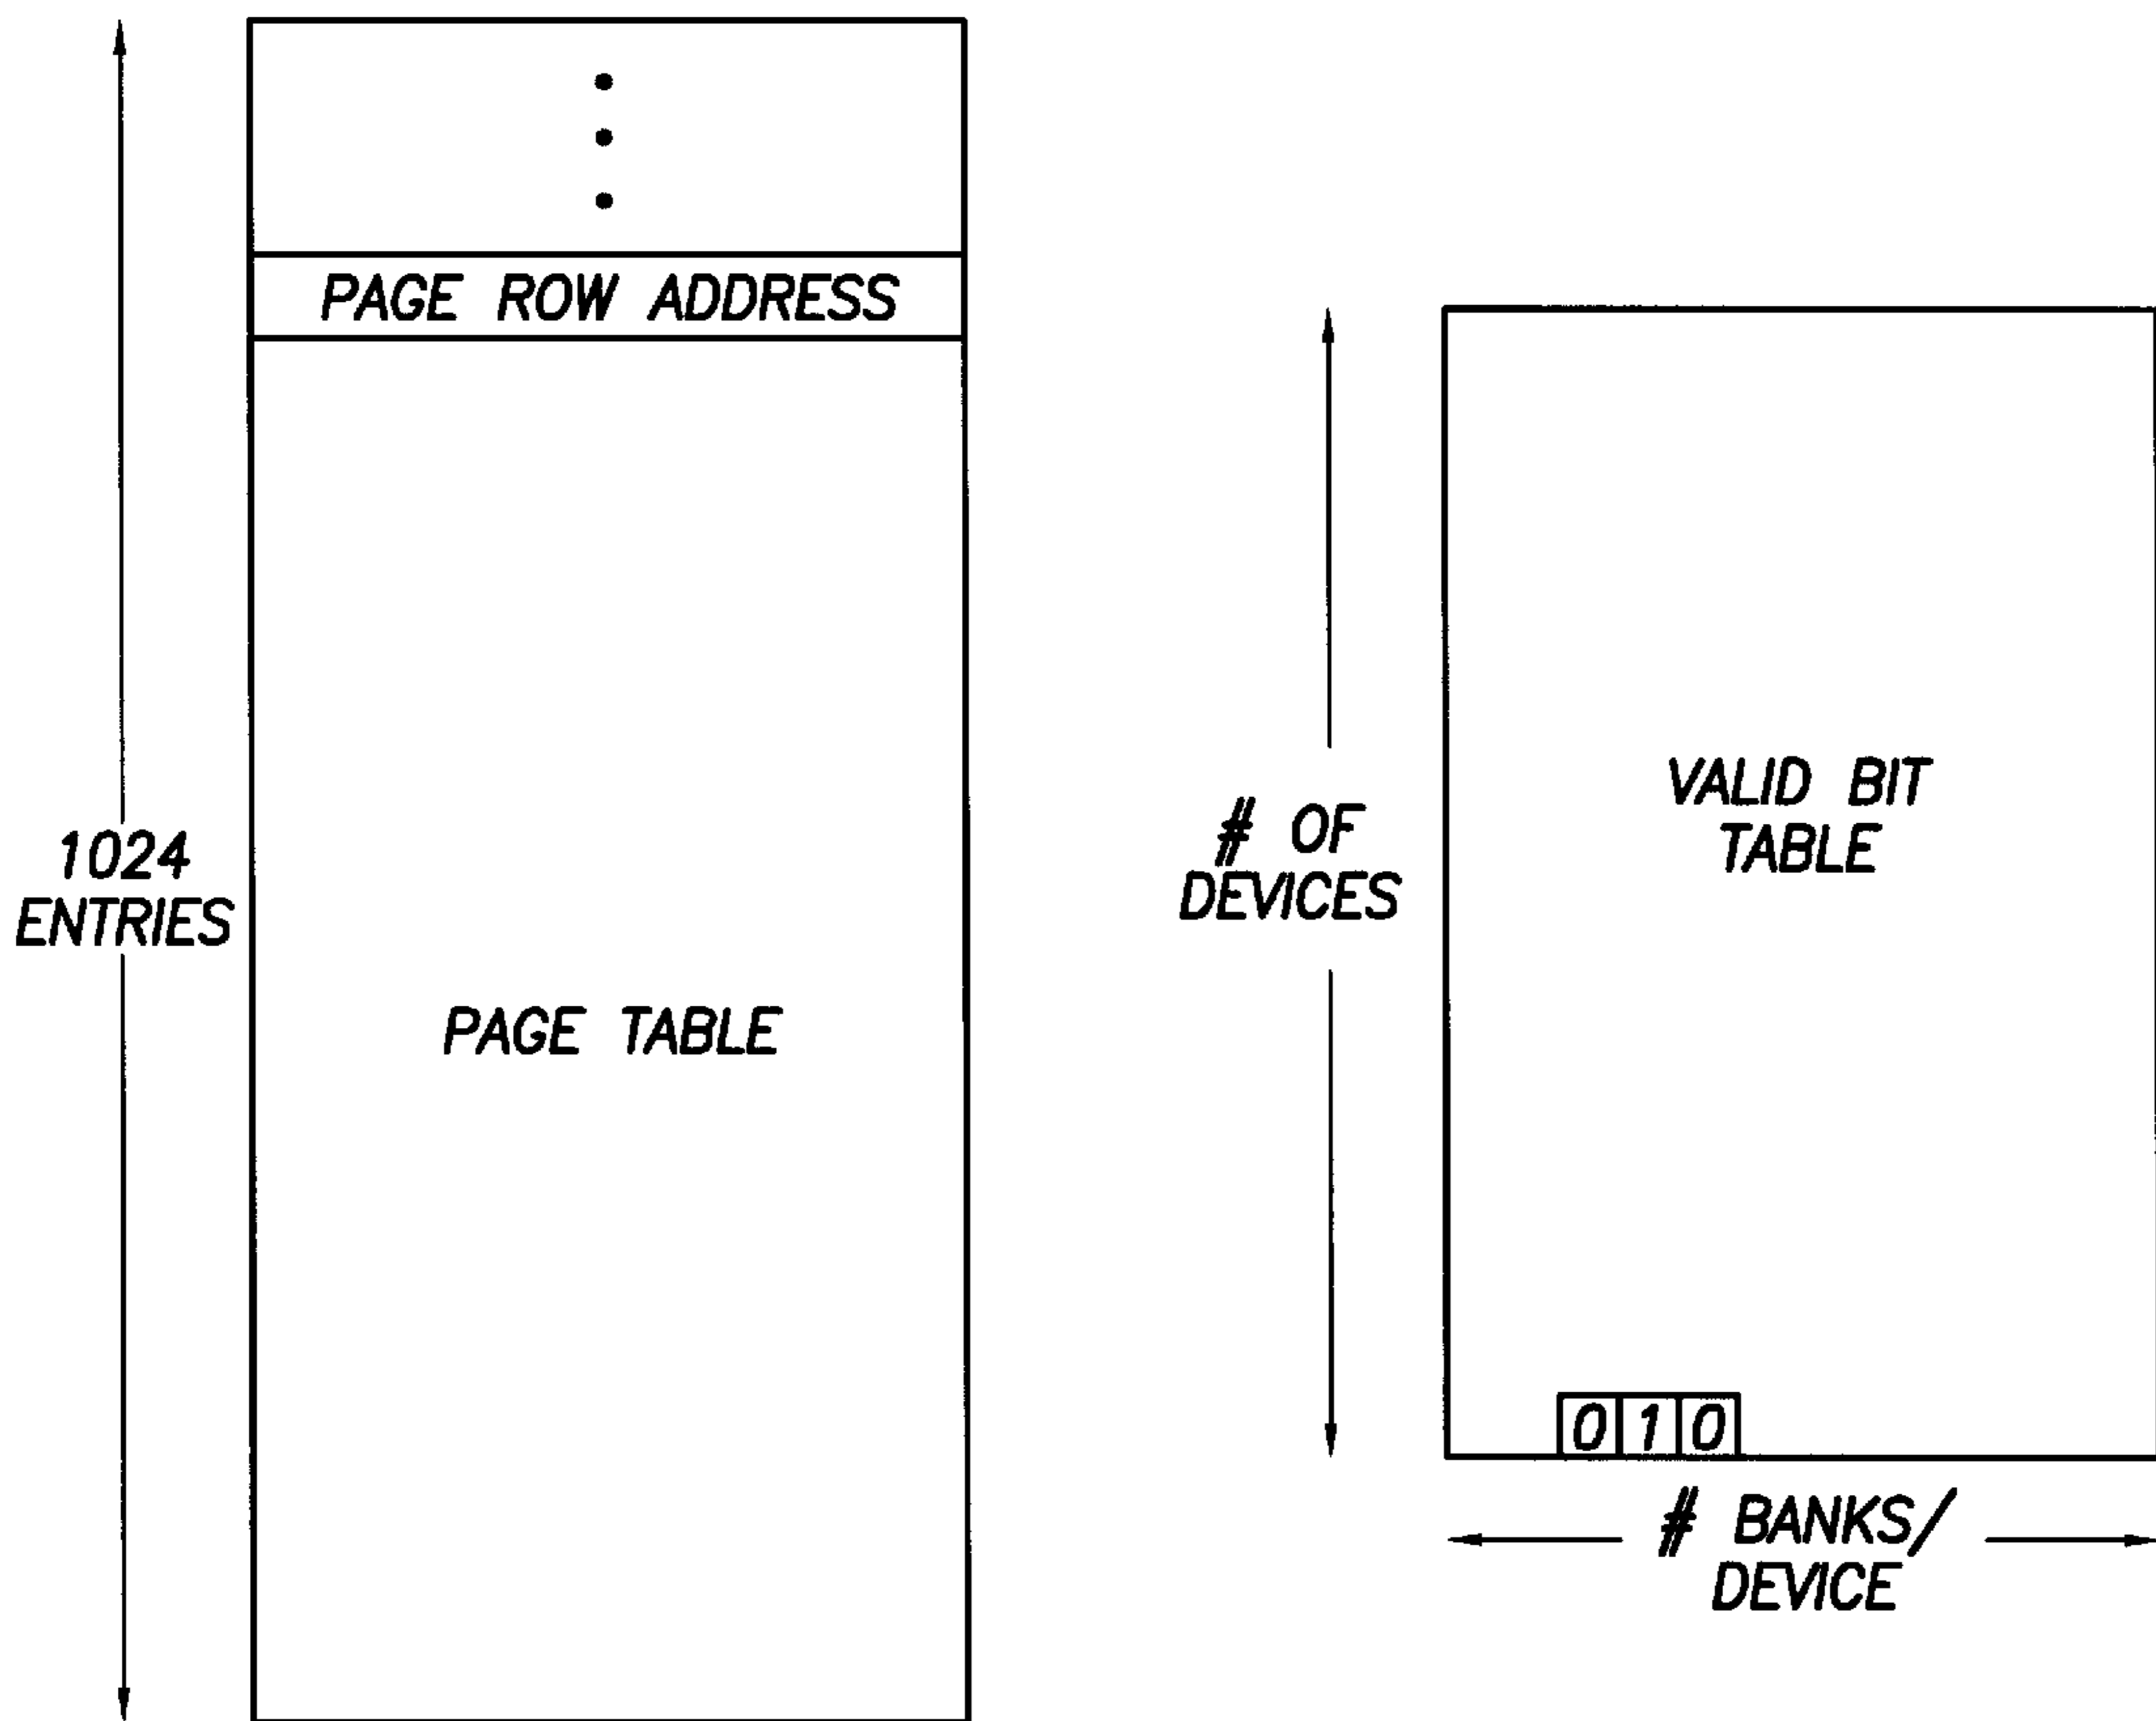 PAGE ROW ADDRESS
1024
ENTRIES
PAGE TABLE
# OF
DEVICES
VALID BIT
TABLE
0 1 0
# BANKS/
DEVICE